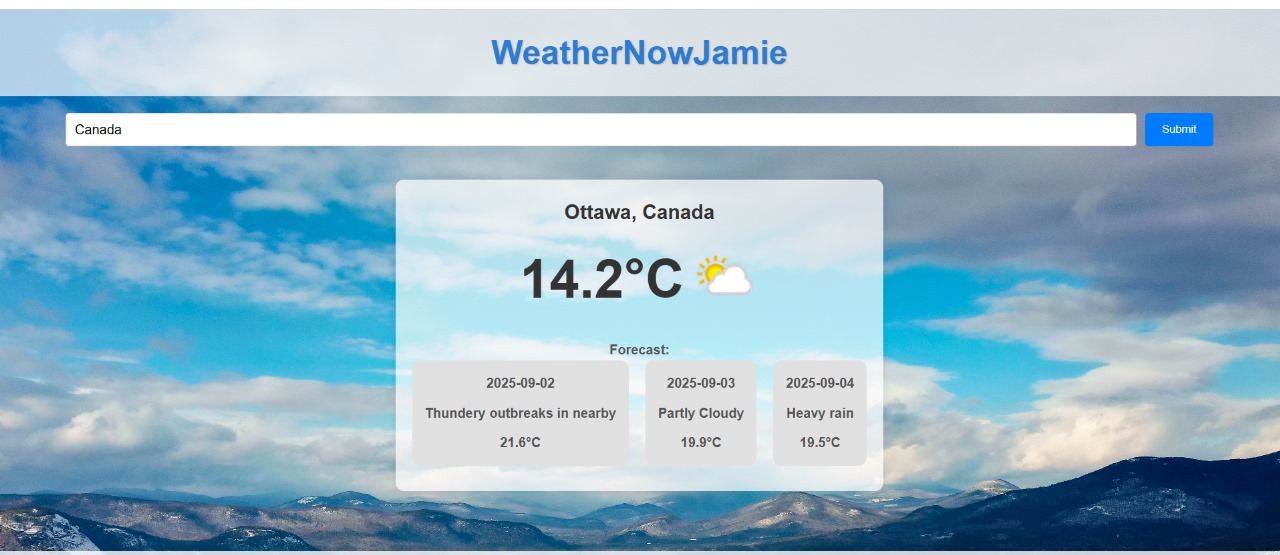 WeatherNowJamie
Canada
Submit
Ottawa, Canada
14.2°C
Forecast:
2025-09-02
Thundery outbreaks in nearby
21.6°C
2025-09-03
Partly Cloudy
19.9°C
2025-09-04
Heavy rain
19.5°C